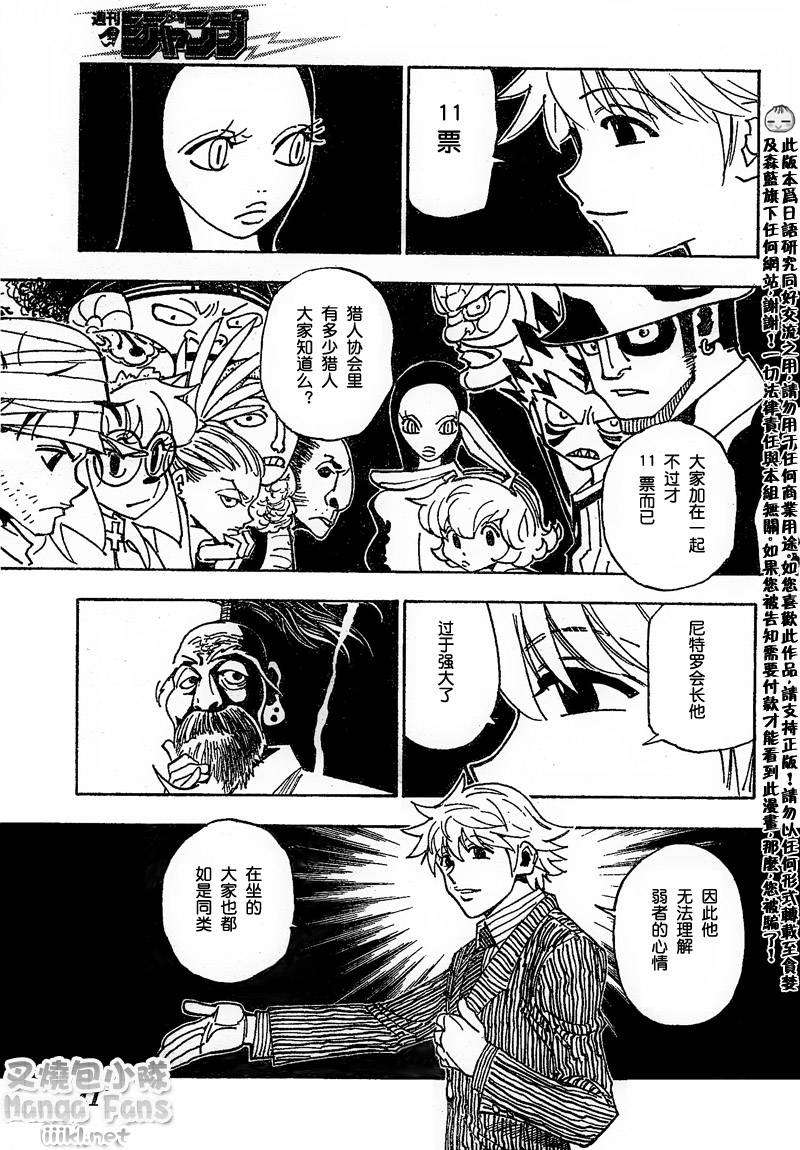 週刊
ジャンプ
11
票
猎人协会里
有多少猎人
大家知道么?
大家加在一起
不过才
11票而已
尼特罗会长他
过于强大了
因此他
无法理解
弱者的心情
在坐的
大家也都
如是同类
此版本爲日語研究同好交流之用,請勿用于任何商業用途。如您喜歡此作品,請支持正版!請勿以任何形式轉載至貪婪
及森藍旗下任何網站,謝謝!一切法律責任與本組無關。如果您被告知需要付款才能看到此漫畫,那麽,您被騙了!
叉燒包小隊
Manga Fans
iiikl.net